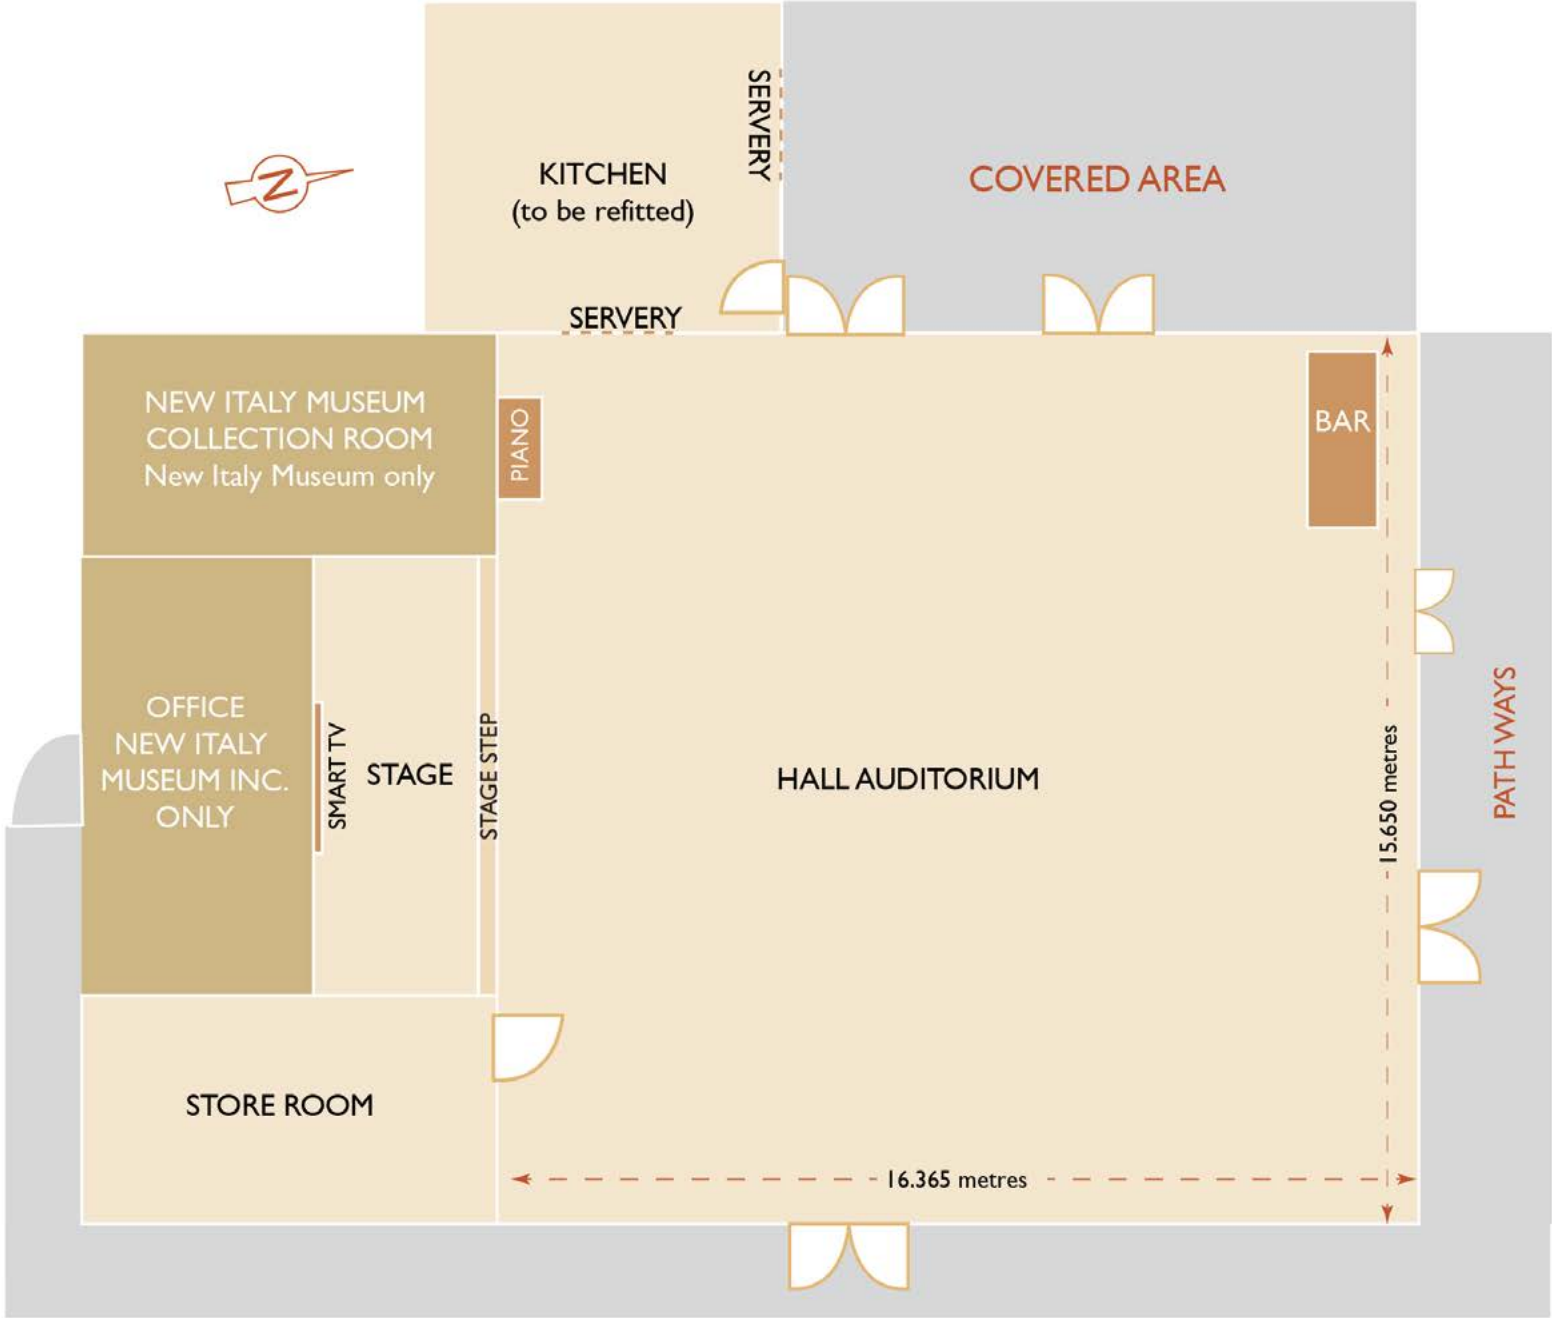 SERVERY
KITCHEN
(to be refitted)
COVERED AREA
N
SERVERY
NEW ITALY MUSEUM
COLLECTION ROOM
New Italy Museum only
PIANO
BAR
OFFICE
NEW ITALY
MUSEUM INC.
ONLY
SMART TV
STAGE
STAGE STEP
HALL AUDITORIUM
15.650 metres
PATH WAYS
STORE ROOM
16.365 metres